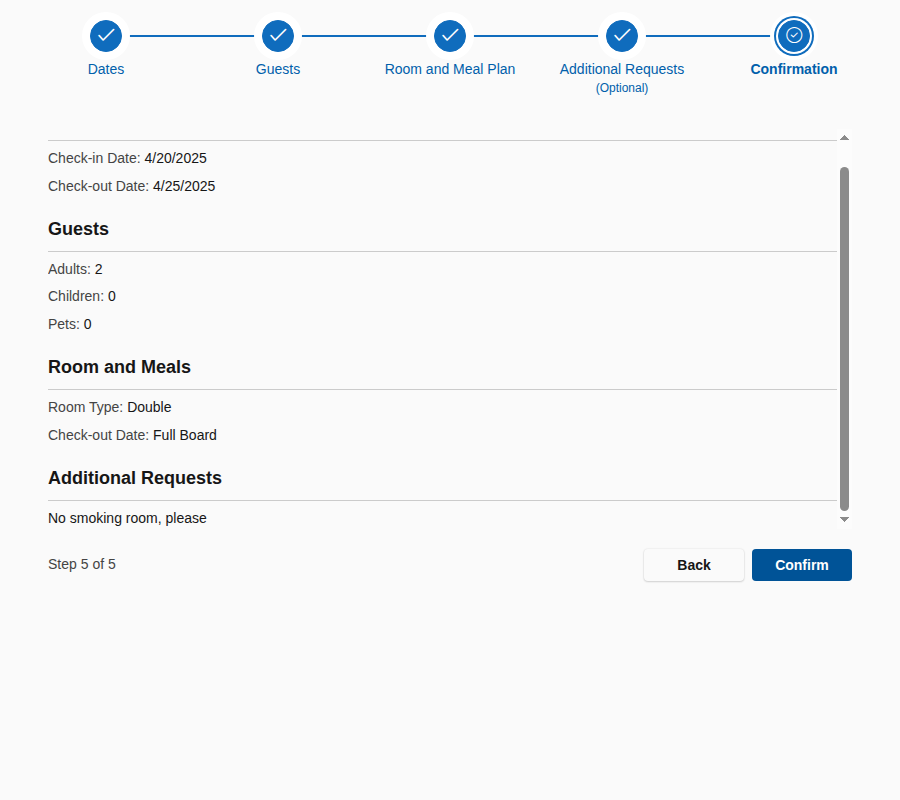 Dates
Guests
Room and Meal Plan
Additional Requests
(Optional)
Confirmation
Check-in Date: 4/20/2025
Check-out Date: 4/25/2025
Guests
Adults: 2
Children: 0
Pets: 0
Room and Meals
Room Type: Double
Check-out Date: Full Board
Additional Requests
No smoking room, please
Step 5 of 5
Back
Confirm